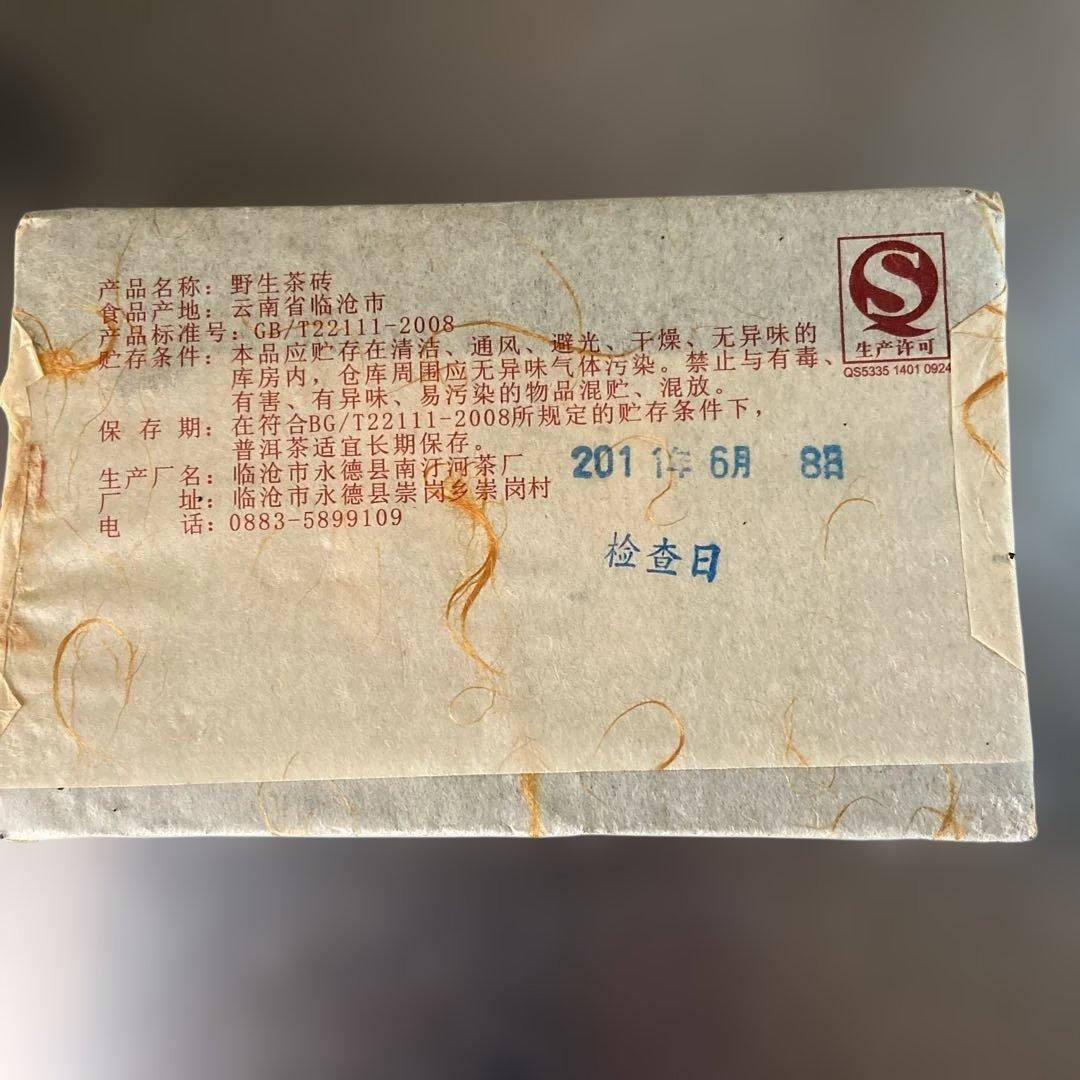 产品名称：野生茶砖
食品产地：云南省临沧市
产品标准号：GB/T22111-2008
贮存条件：本品应贮存在清洁、通风、避光、干燥、无异味的
库房内，仓库周围应无异味气体污染。禁止与有毒、
有害、有异味、易污染的物品混贮、混放。
保存期：在符合BG/T22111-2008所规定的贮存条件下，
普洱茶适宜长期保存。
生产厂名：临沧市永德县南汀河茶厂
厂址：临沧市永德县崇岗乡崇岗村
电话：0883-5899109
S
生产许可
QS5335 1401 0924
2011年 6月 8日
检查日